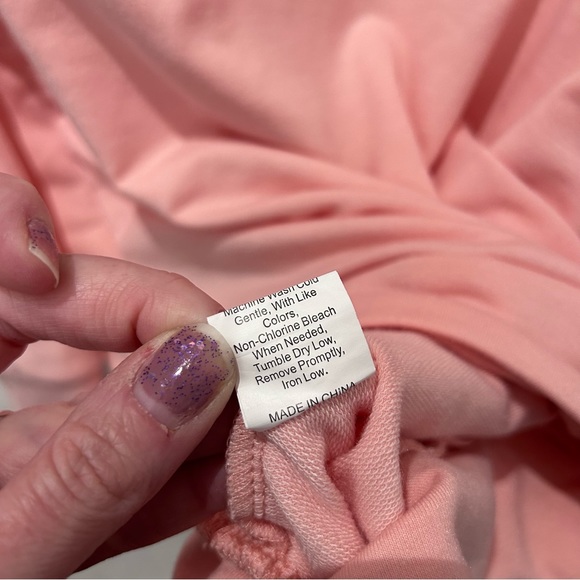 Machine Wash Cold
Gentle, With Like
Colors,
Non-Chlorine Bleach
When Needed,
Tumble Dry Low,
Remove Promptly,
Iron Low.
MADE IN CHINA